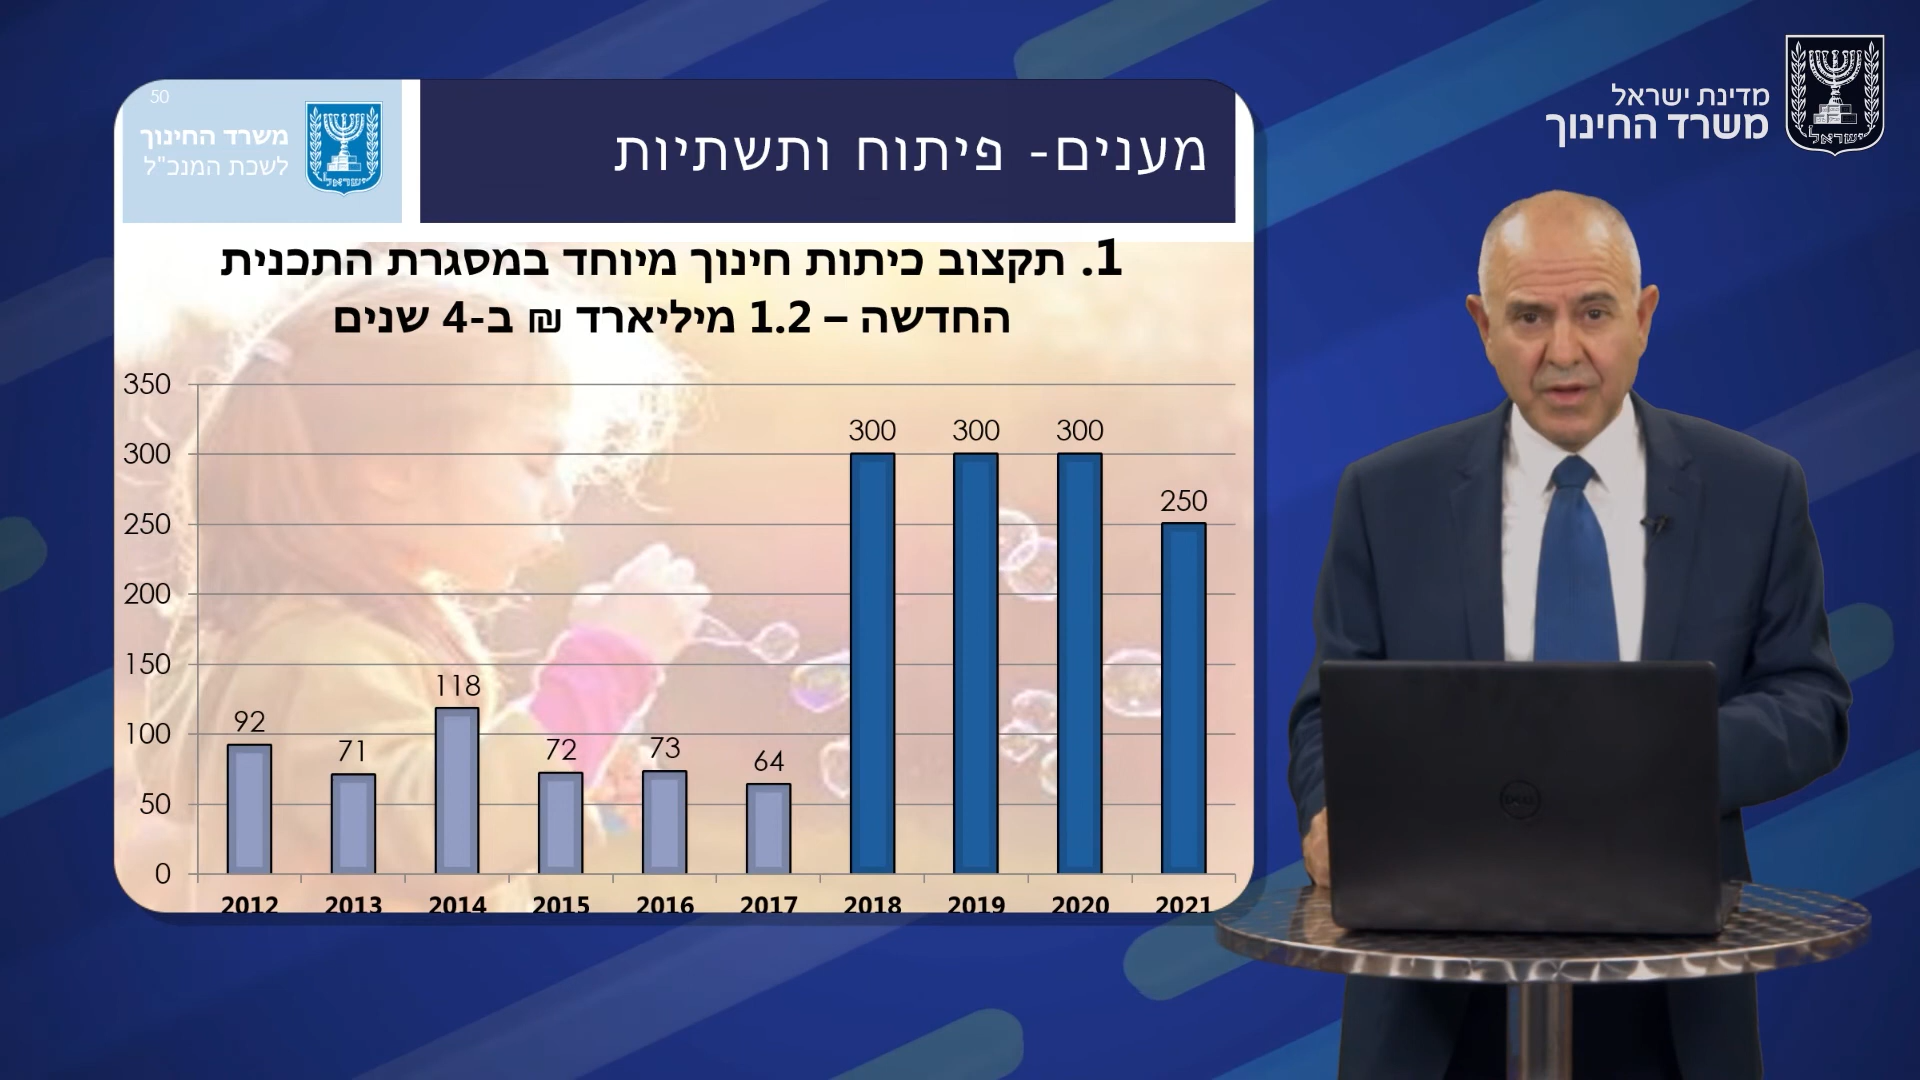 50
משרד החינוך
לשכת המנכ"ל
ישראל
מענים- פיתוח ותשתיות
מדינת ישראל
משרד החינוך
ישראל
1. תקצוב כיתות חינוך מיוחד במסגרת התכנית
החדשה – 1.2 מיליארד ₪ ב-4 שנים
350
300
250
200
150
100
50
0
92
71
118
72
73
64
300
300
300
250
2012 2013 2014 2015 2016 2017 2018 2019 2020 2021
DELL